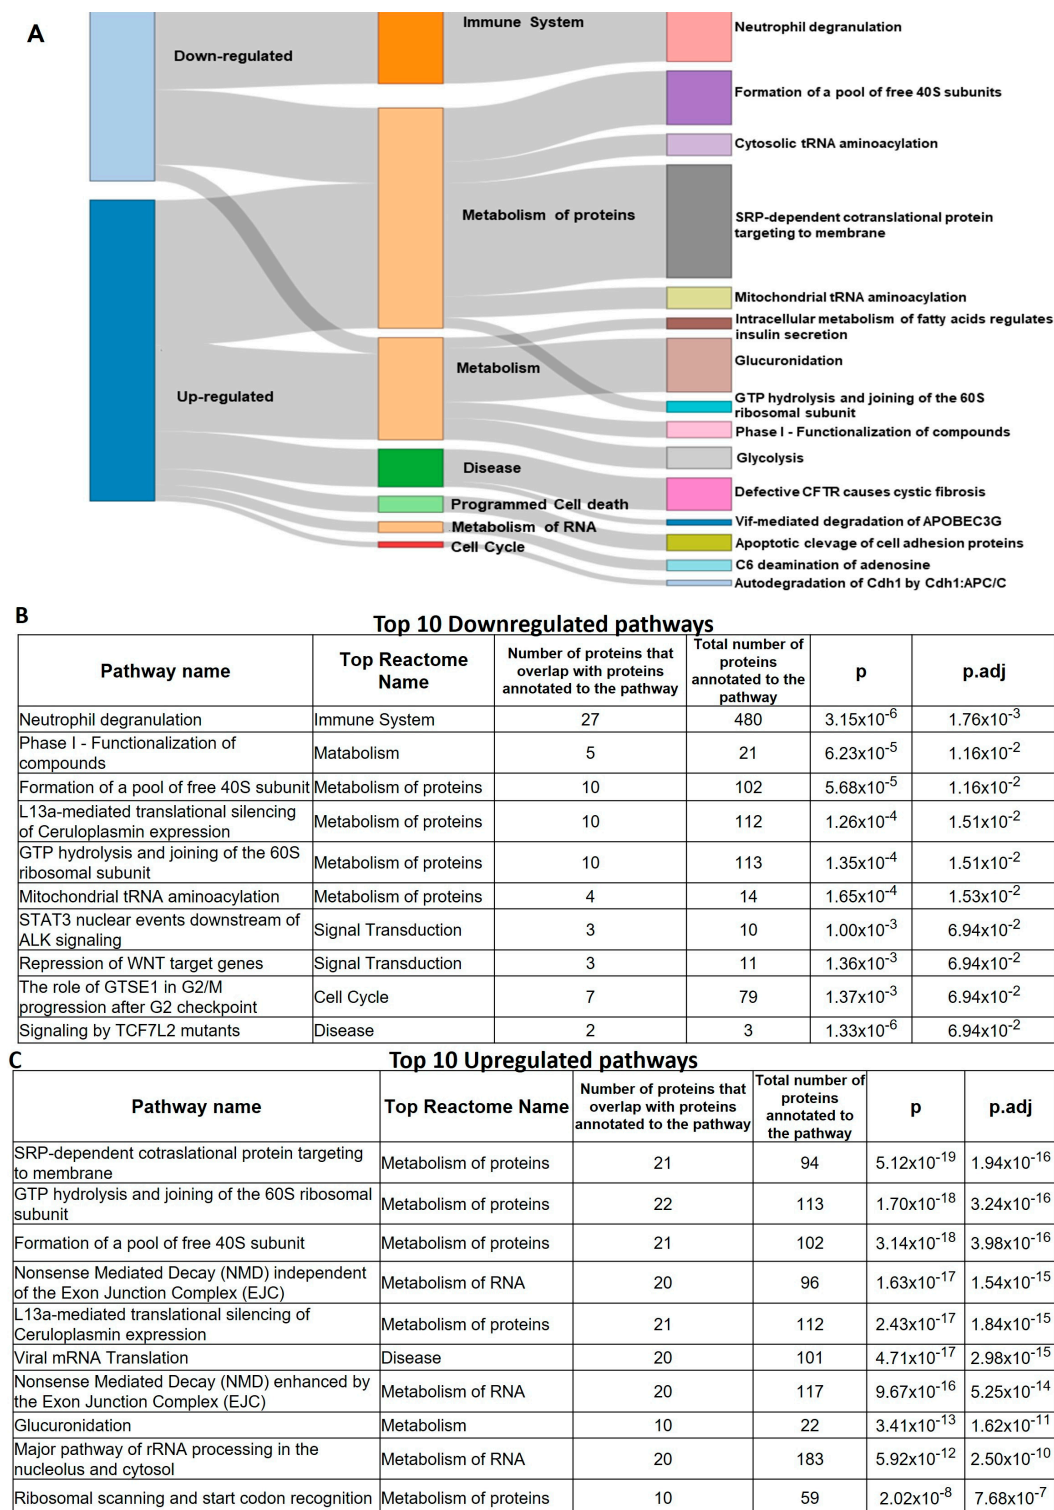 A
Immune System
Neutrophil degranulation
Down-regulated
Formation of a pool of free 40S subunits
Cytosolic tRNA aminoacylation
Metabolism of proteins
SRP-dependent cotranslational protein
targeting to membrane
Mitochondrial tRNA aminoacylation
Intracellular metabolism of fatty acids regulates
insulin secretion
Metabolism
Glucuronidation
Up-regulated
GTP hydrolysis and joining of the 60S
ribosomal subunit
Phase I - Functionalization of compounds
Disease
Glycolysis
Programmed Cell death
Defective CFTR causes cystic fibrosis
Metabolism of RNA
Vif-mediated degradation of APOBEC3G
Cell Cycle
Apoptotic clevage of cell adhesion proteins
C6 deamination of adenosine
Autodegradation of Cdh1 by Cdh1:APC/C
B
Top 10 Downregulated pathways
Pathway name
Top Reactome
Name
Number of proteins that
overlap with proteins
annotated to the pathway
Total number of
proteins
annotated to the
pathway
p
p.adj
Neutrophil degranulation Immune System 27 480 3.15x10⁻⁶ 1.76x10⁻³
Phase I - Functionalization of
compounds Matabolism 5 21 6.23x10⁻⁵ 1.16x10⁻²
Formation of a pool of free 40S subunit Metabolism of proteins 10 102 5.68x10⁻⁵ 1.16x10⁻²
L13a-mediated translational silencing
of Ceruloplasmin expression Metabolism of proteins 10 112 1.26x10⁻⁴ 1.51x10⁻²
GTP hydrolysis and joining of the 60S
ribosomal subunit Metabolism of proteins 10 113 1.35x10⁻⁴ 1.51x10⁻²
Mitochondrial tRNA aminoacylation Metabolism of proteins 4 14 1.65x10⁻⁴ 1.53x10⁻²
STAT3 nuclear events downstream of
ALK signaling Signal Transduction 3 10 1.00x10⁻³ 6.94x10⁻²
Repression of WNT target genes Signal Transduction 3 11 1.36x10⁻³ 6.94x10⁻²
The role of GTSE1 in G2/M
progression after G2 checkpoint Cell Cycle 7 79 1.37x10⁻³ 6.94x10⁻²
Signaling by TCF7L2 mutants Disease 2 3 1.33x10⁻⁶ 6.94x10⁻²
C
Top 10 Upregulated pathways
Pathway name
Top Reactome Name
Number of proteins that
overlap with proteins
annotated to the pathway
Total number of
proteins
annotated to
the pathway
p
p.adj
SRP-dependent cotraslational protein targeting
to membrane Metabolism of proteins 21 94 5.12x10⁻¹⁹ 1.94x10⁻¹⁶
GTP hydrolysis and joining of the 60S ribosomal
subunit Metabolism of proteins 22 113 1.70x10⁻¹⁸ 3.24x10⁻¹⁶
Formation of a pool of free 40S subunit Metabolism of proteins 21 102 3.14x10⁻¹⁸ 3.98x10⁻¹⁶
Nonsense Mediated Decay (NMD) independent
of the Exon Junction Complex (EJC) Metabolism of RNA 20 96 1.63x10⁻¹⁷ 1.54x10⁻¹⁵
L13a-mediated translational silencing of
Ceruloplasmin expression Metabolism of proteins 21 112 2.43x10⁻¹⁷ 1.84x10⁻¹⁵
Viral mRNA Translation Disease 20 101 4.71x10⁻¹⁷ 2.98x10⁻¹⁵
Nonsense Mediated Decay (NMD) enhanced by
the Exon Junction Complex (EJC) Metabolism of RNA 20 117 9.67x10⁻¹⁶ 5.25x10⁻¹⁴
Glucuronidation Metabolism 10 22 3.41x10⁻¹³ 1.62x10⁻¹¹
Major pathway of rRNA processing in the
nucleolus and cytosol Metabolism of RNA 20 183 5.92x10⁻¹² 2.50x10⁻¹⁰
Ribosomal scanning and start codon recognition Metabolism of proteins 10 59 2.02x10⁻⁸ 7.68x10⁻⁷